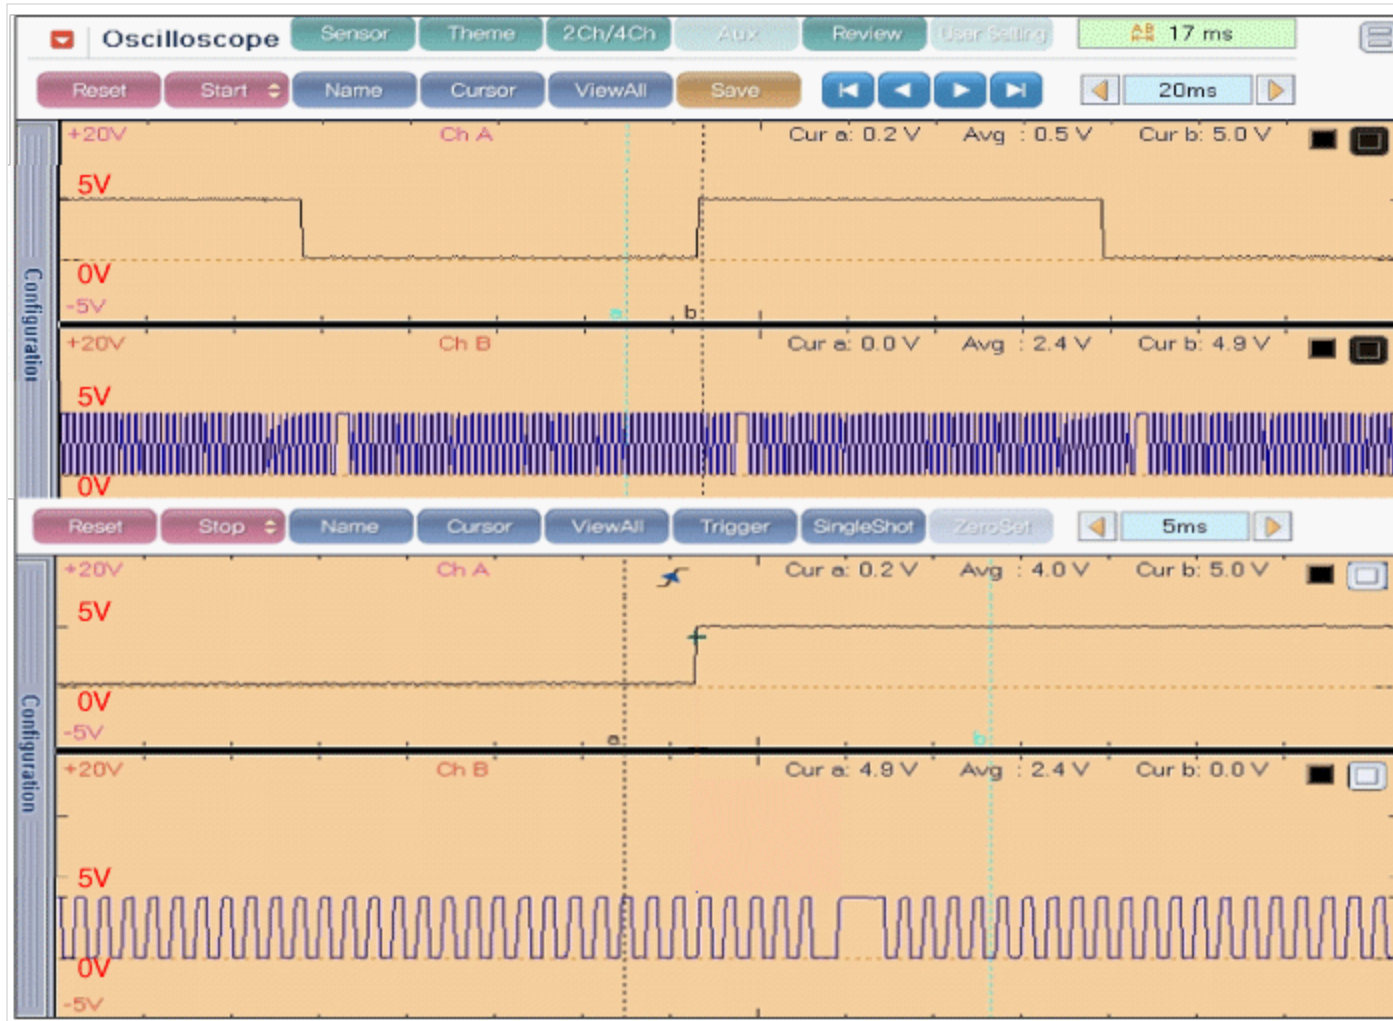 Oscilloscope Sensor Theme 2Ch/4Ch Aux Review User Setting 17 ms
Reset Start Name Cursor ViewAll Save 20ms
+20V Ch A Cur a: 0.2 V Avg : 0.5 V Cur b: 5.0 V
5V
0V
-5V a b
Configuration
+20V Ch B Cur a: 0.0 V Avg : 2.4 V Cur b: 4.9 V
5V
0V
Reset Stop Name Cursor ViewAll Trigger SingleShot ZeroSet 5ms
+20V Ch A Cur a: 0.2 V Avg : 4.0 V Cur b: 5.0 V
5V
0V
-5V a b
Configuration
+20V Ch B Cur a: 4.9 V Avg : 2.4 V Cur b: 0.0 V
5V
0V
-5V